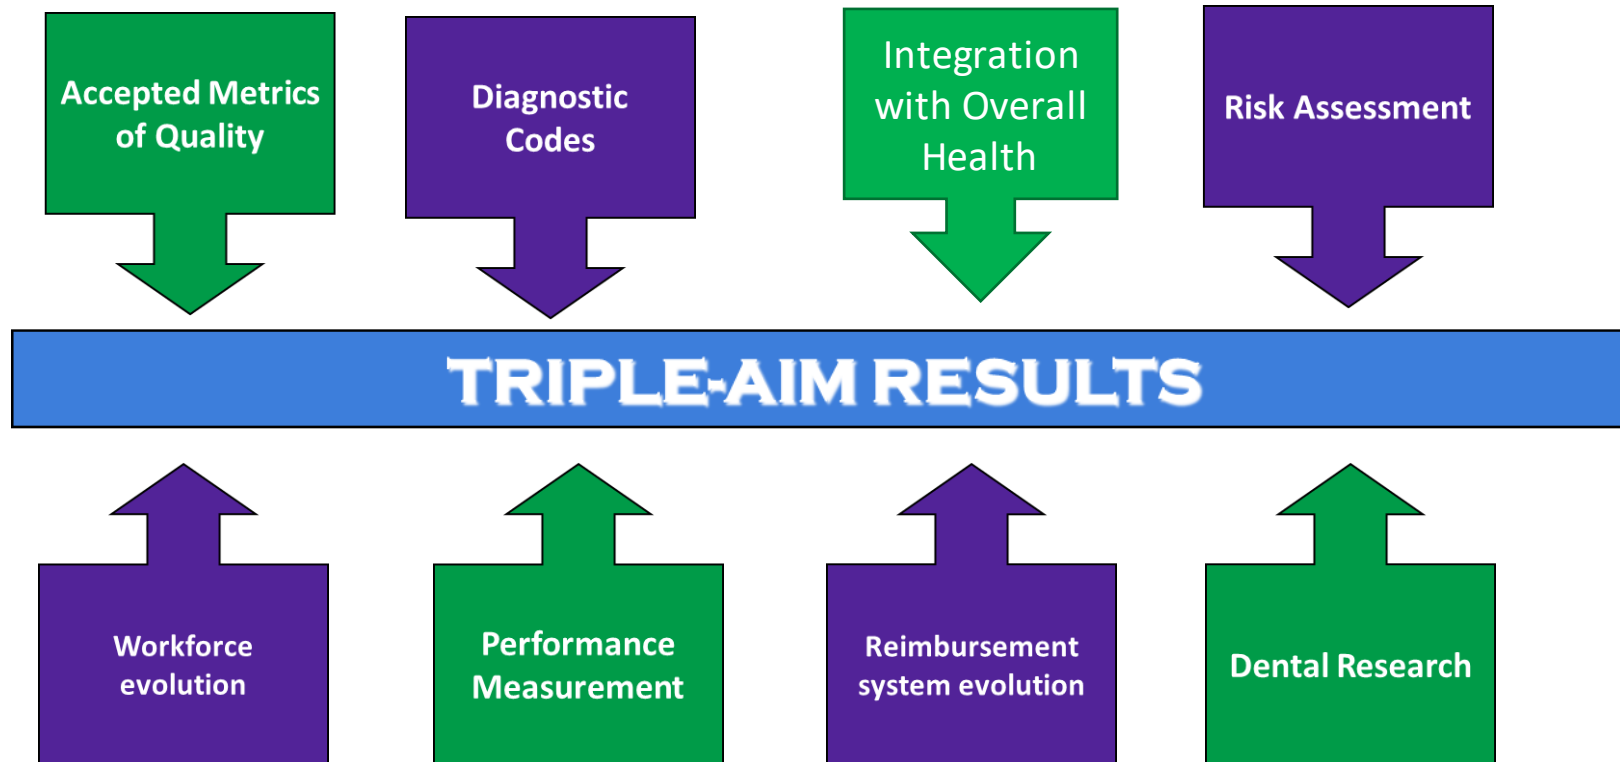 Accepted Metrics
of Quality
Diagnostic
Codes
Integration
with Overall
Health
Risk Assessment
TRIPLE-AIM RESULTS
Workforce
evolution
Performance
Measurement
Reimbursement
system evolution
Dental Research